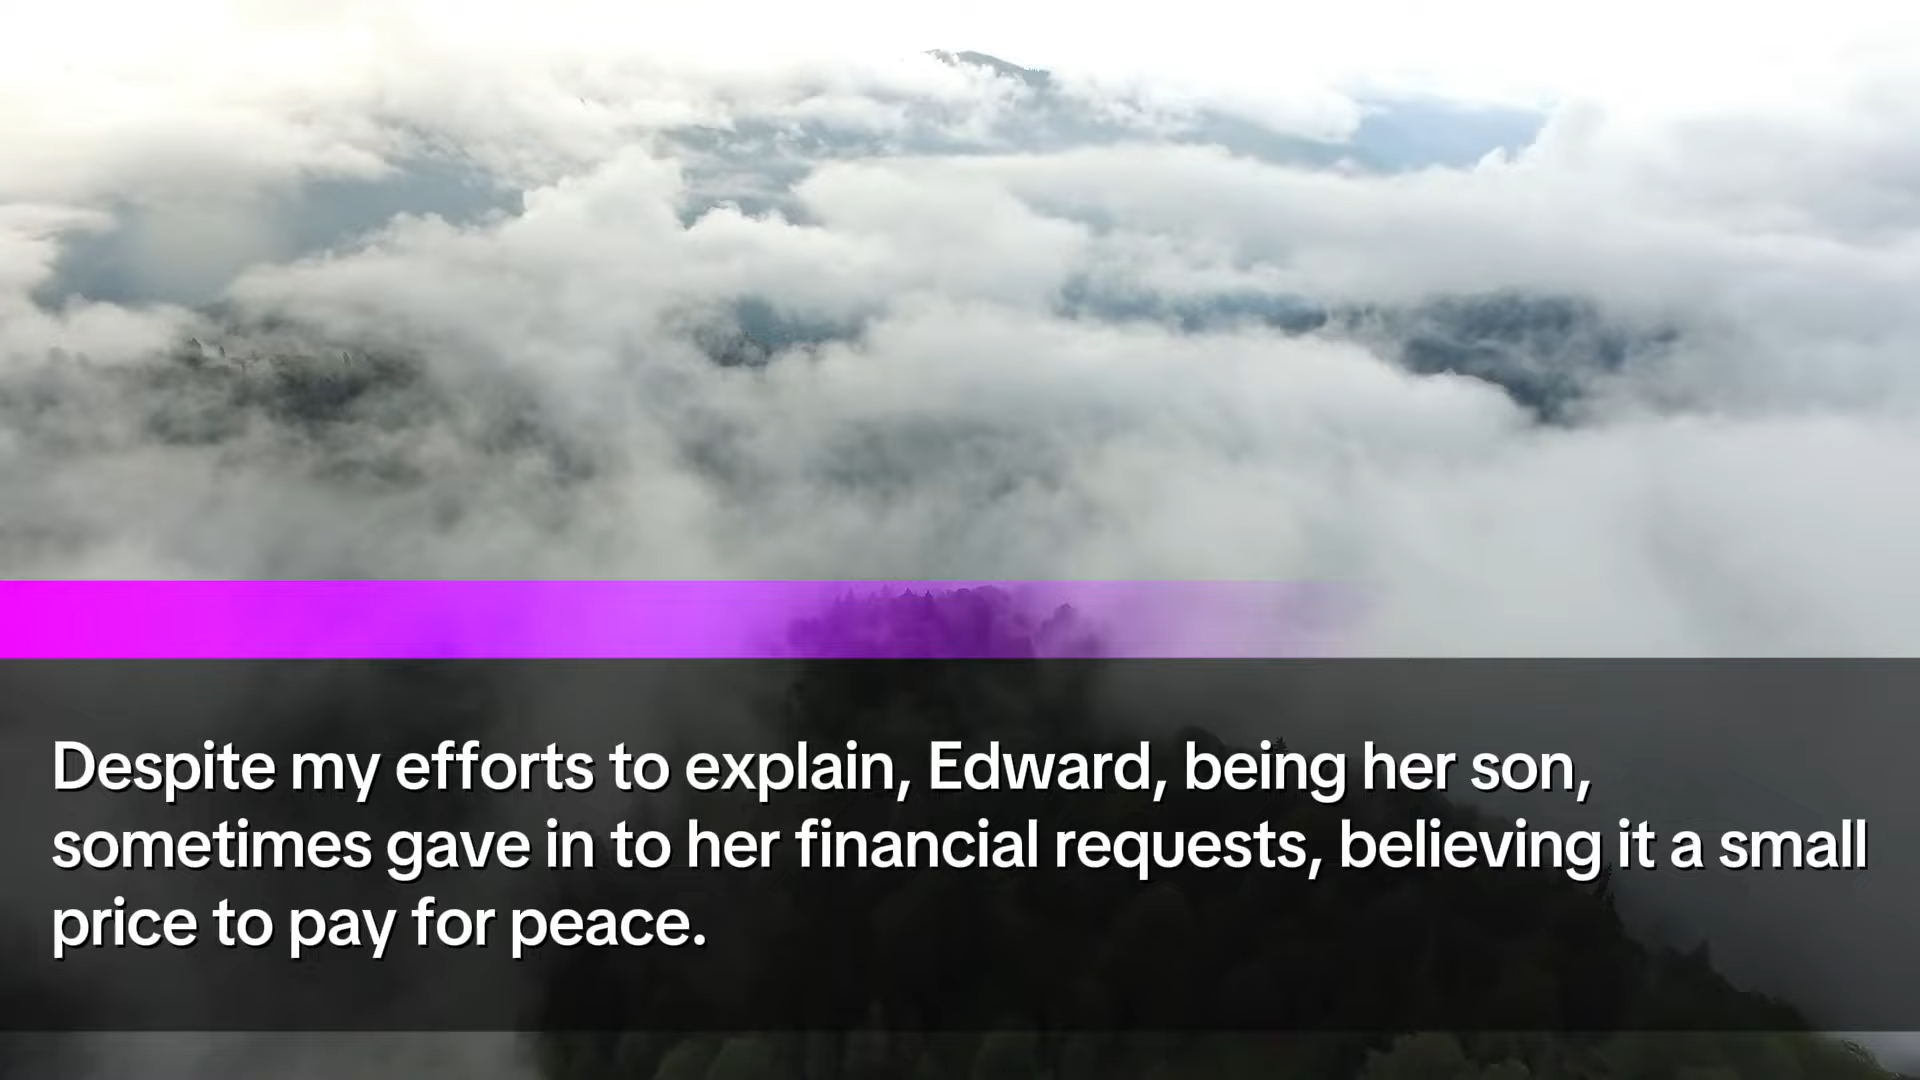 Despite my efforts to explain, Edward, being her son,
sometimes gave in to her financial requests, believing it a small
price to pay for peace.